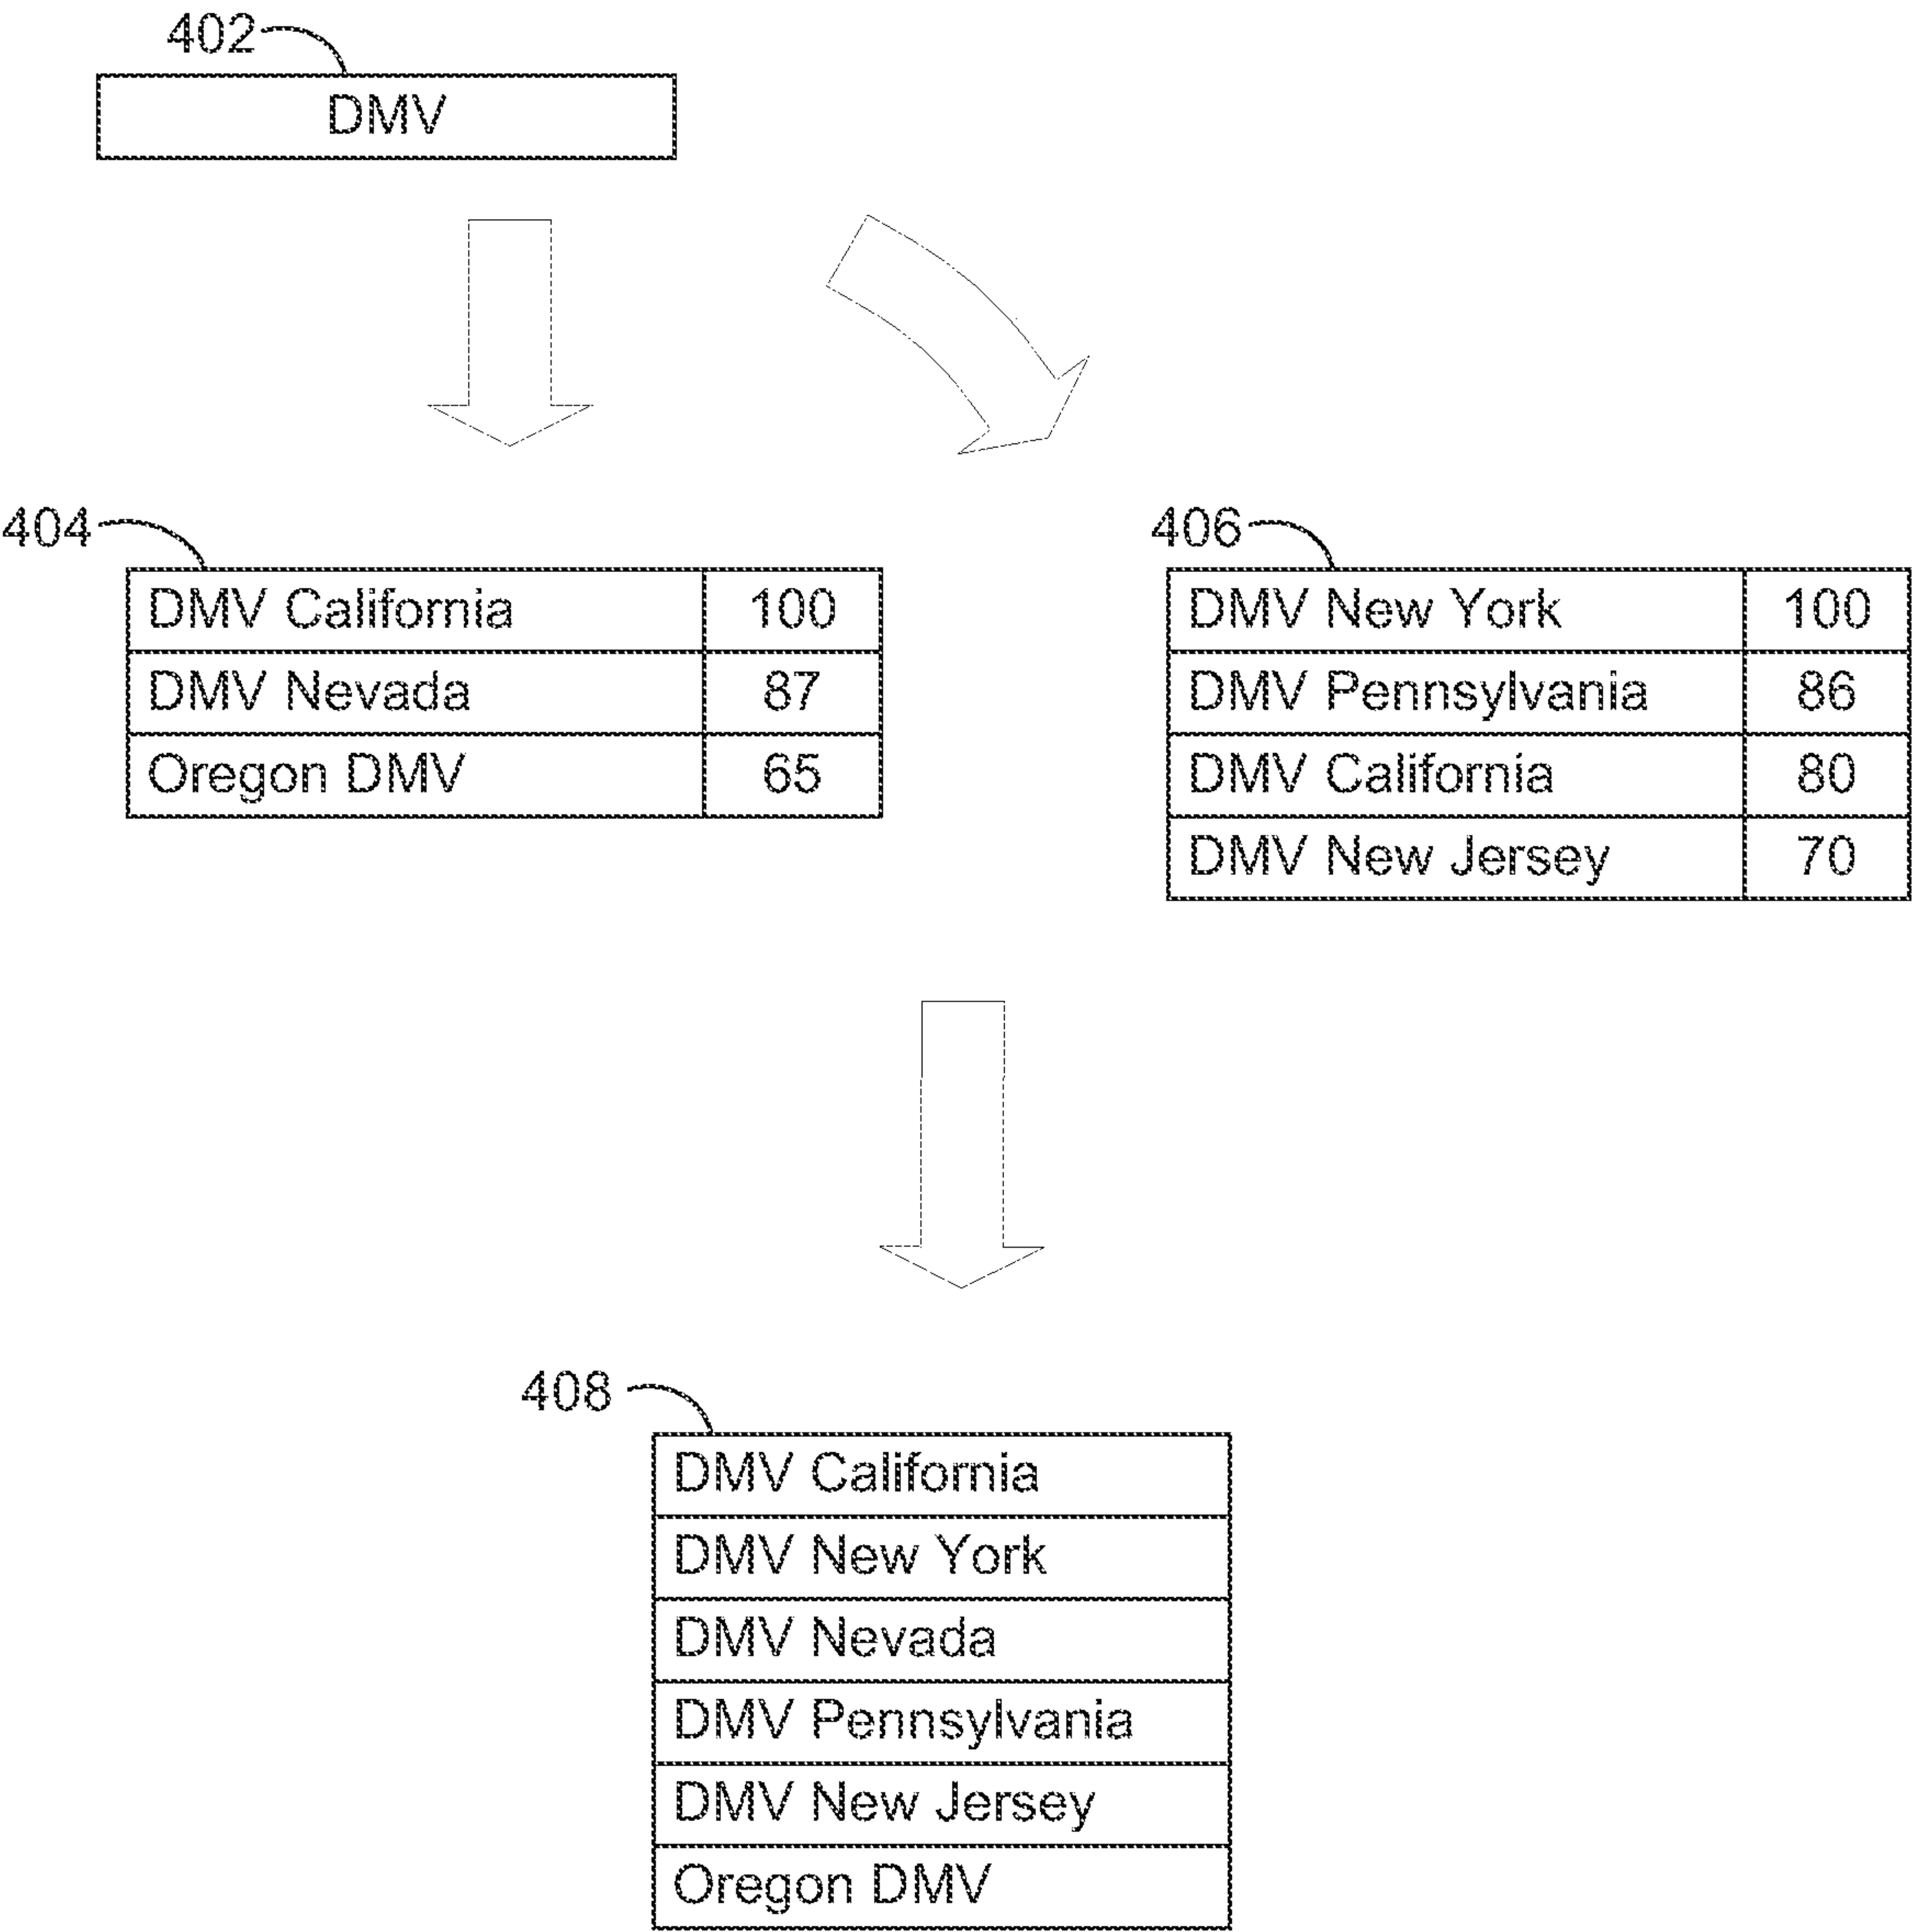 402
DMV
404
DMV California 100
DMV Nevada 87
Oregon DMV 65
406
DMV New York 100
DMV Pennsylvania 86
DMV California 80
DMV New Jersey 70
408
DMV California
DMV New York
DMV Nevada
DMV Pennsylvania
DMV New Jersey
Oregon DMV